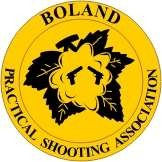 BOLAND
PRACTICAL SHOOTING ASSOCIATION